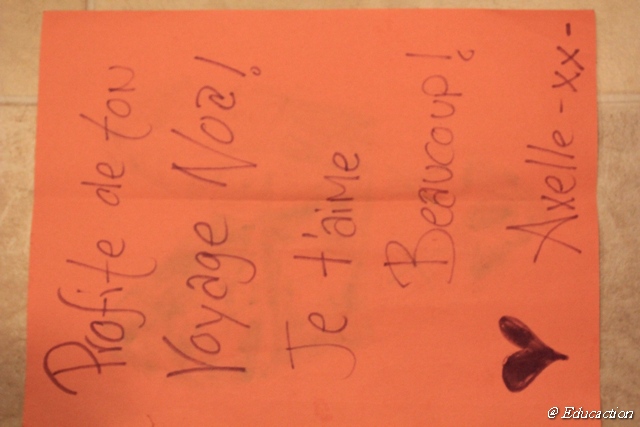 Profite de ton
Voyage Noa!
Je t'aime
Beaucoup!
Axelle -xx-
@ Educaction